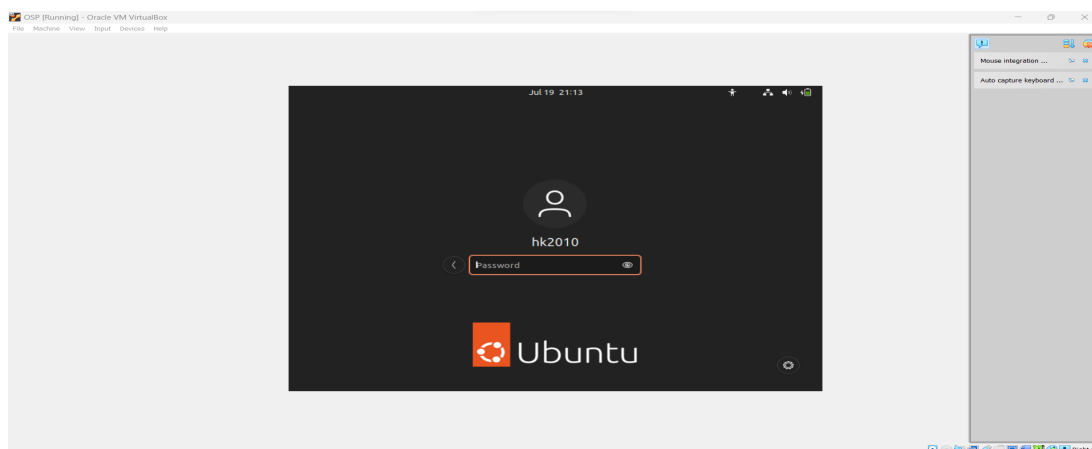 OSP [Running] - Oracle VM VirtualBox
File Machine View Input Devices Help
Mouse integration ...
Auto capture keyboard ...
Jul 19 21:13
hk2010
Password
Ubuntu